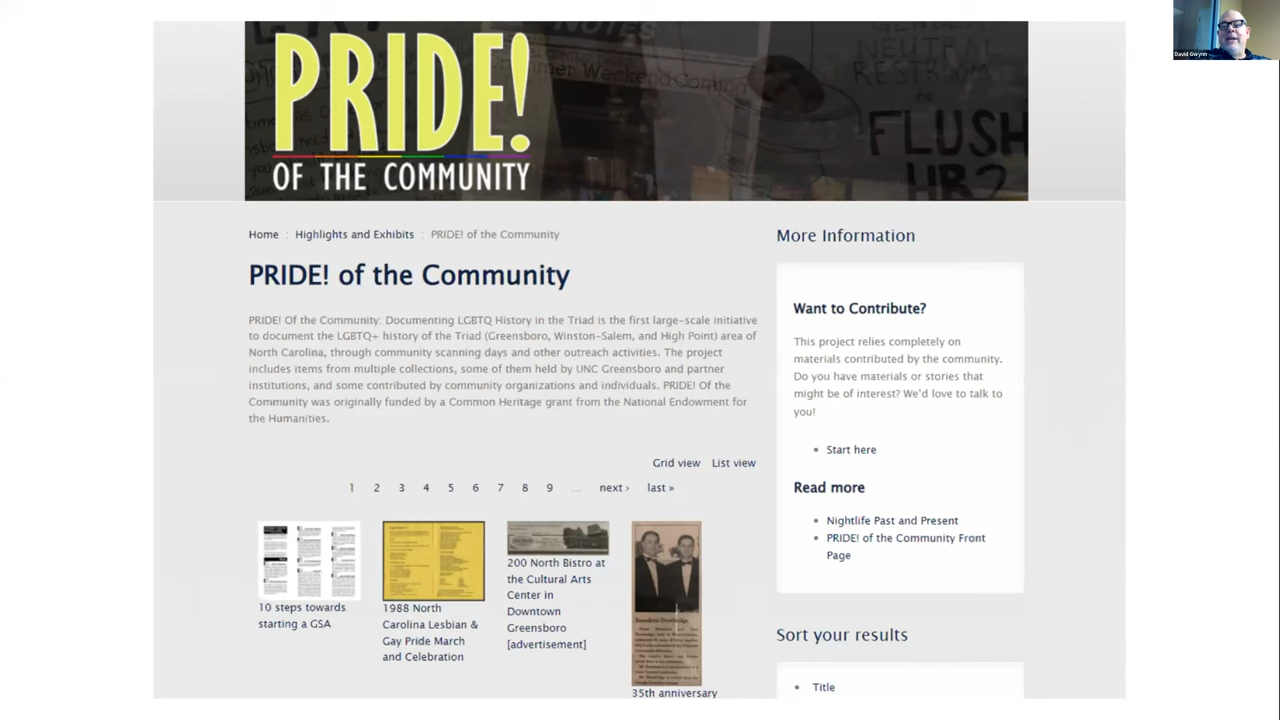 NOTES
Summer Weekend Coming
GENDER
NEUTRAL
RESTROOM
to
FLUSH
HB2
PRIDE!
OF THE COMMUNITY
David Gwynn
Home : Highlights and Exhibits : PRIDE! of the Community
PRIDE! of the Community
PRIDE! Of the Community: Documenting LGBTQ History in the Triad is the first large-scale initiative
to document the LGBTQ+ history of the Triad (Greensboro, Winston-Salem, and High Point) area of
North Carolina, through community scanning days and other outreach activities. The project
includes items from multiple collections, some of them held by UNC Greensboro and partner
institutions, and some contributed by community organizations and individuals. PRIDE! Of the
Community was originally funded by a Common Heritage grant from the National Endowment for
the Humanities.
Grid view List view
1 2 3 4 5 6 7 8 9 … next › last »
10 steps towards
starting a GSA
1988 North
Carolina Lesbian &
Gay Pride March
and Celebration
200 North Bistro at
the Cultural Arts
Center in
Downtown
Greensboro
[advertisement]
35th anniversary
More Information
Want to Contribute?
This project relies completely on
materials contributed by the community.
Do you have materials or stories that
might be of interest? We'd love to talk to
you!
• Start here
Read more
• Nightlife Past and Present
• PRIDE! of the Community Front
Page
Sort your results
• Title